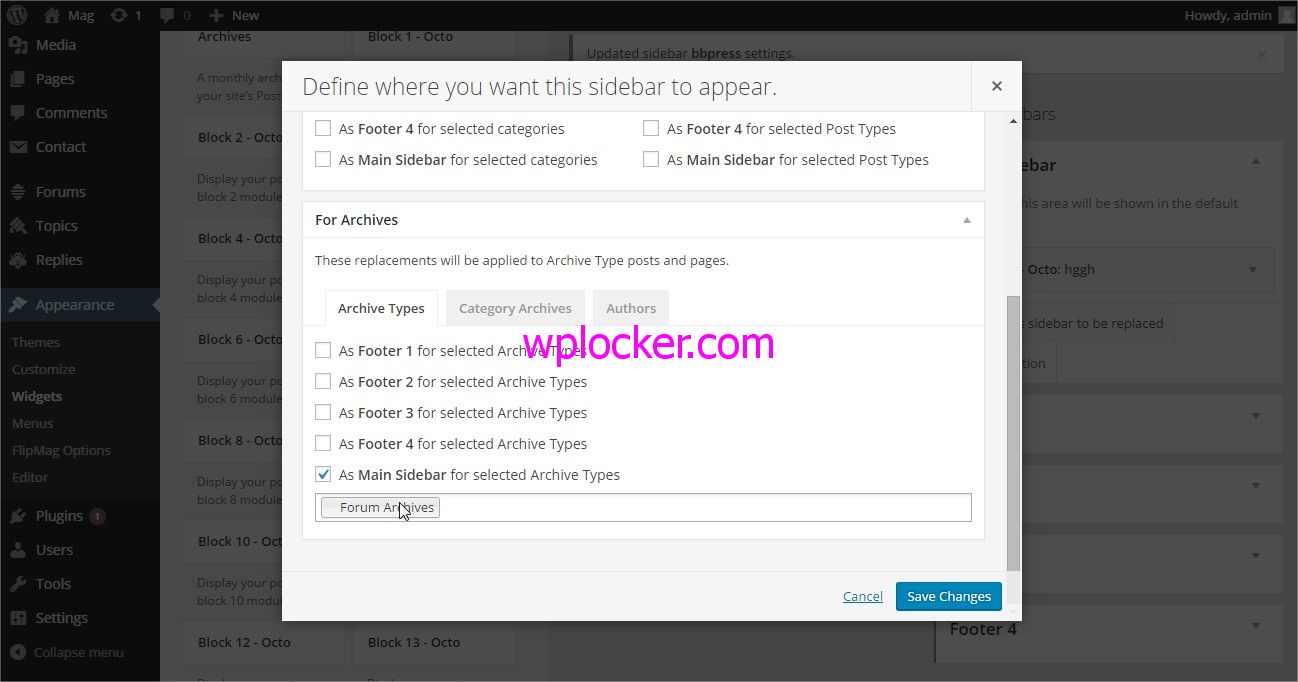 Mag 1 0 New Howdy, admin
Media
Pages
Comments
Contact
Forums
Topics
Replies
Appearance
Themes
Customize
Widgets
Menus
FlipMag Options
Editor
Plugins 1
Users
Tools
Settings
Collapse menu
Archives Block 1 - Octo
A monthly arch
your site's Post
Block 2 - Octo
Display your po
block 2 module
Block 4 - Octo
Display your po
block 4 module
Block 6 - Octo
Display your po
block 6 module
Block 8 - Octo
Display your po
block 8 module
Block 10 - Octo
Display your po
block 10 modul
Block 12 - Octo Block 13 - Octo
Updated sidebar bbpress settings.
Define where you want this sidebar to appear.
As Footer 4 for selected categories
As Footer 4 for selected Post Types
As Main Sidebar for selected categories
As Main Sidebar for selected Post Types
For Archives
These replacements will be applied to Archive Type posts and pages.
Archive Types Category Archives Authors
wplocker.com
As Footer 1 for selected Archive Types
As Footer 2 for selected Archive Types
As Footer 3 for selected Archive Types
As Footer 4 for selected Archive Types
As Main Sidebar for selected Archive Types
Forum Archives
Cancel Save Changes
bars
ebar
his area will be shown in the default
- Octo: hggh
s sidebar to be replaced
tion
Footer 4